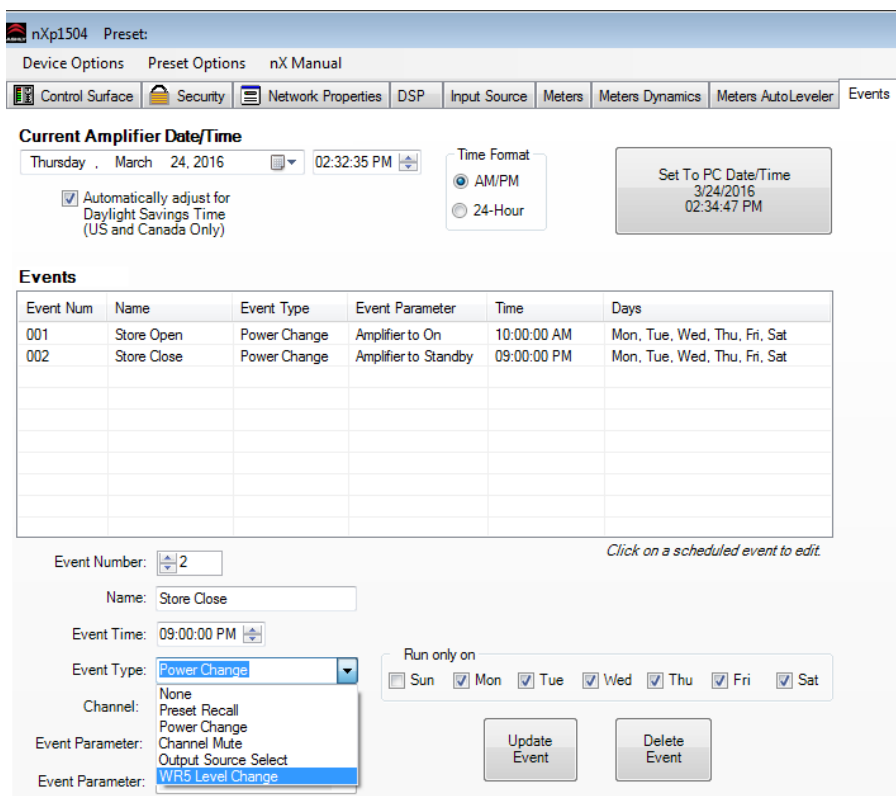 nXp1504 Preset:
Device Options Preset Options nX Manual
Control Surface Security Network Properties DSP Input Source Meters Meters Dynamics Meters AutoLeveler Events
Current Amplifier Date/Time
Thursday , March 24, 2016 02:32:35 PM
Automatically adjust for
Daylight Savings Time
(US and Canada Only)
Time Format
AM/PM
24-Hour
Set To PC Date/Time
3/24/2016
02:34:47 PM
Events
Event Num Name Event Type Event Parameter Time Days
001 Store Open Power Change Amplifier to On 10:00:00 AM Mon, Tue, Wed, Thu, Fri, Sat
002 Store Close Power Change Amplifier to Standby 09:00:00 PM Mon, Tue, Wed, Thu, Fri, Sat
Click on a scheduled event to edit.
Event Number: 2
Name: Store Close
Event Time: 09:00:00 PM
Event Type: Power Change
None
Preset Recall
Power Change
Channel Mute
Output Source Select
WR5 Level Change
Channel:
Event Parameter:
Event Parameter:
Run only on
Sun Mon Tue Wed Thu Fri Sat
Update
Event
Delete
Event